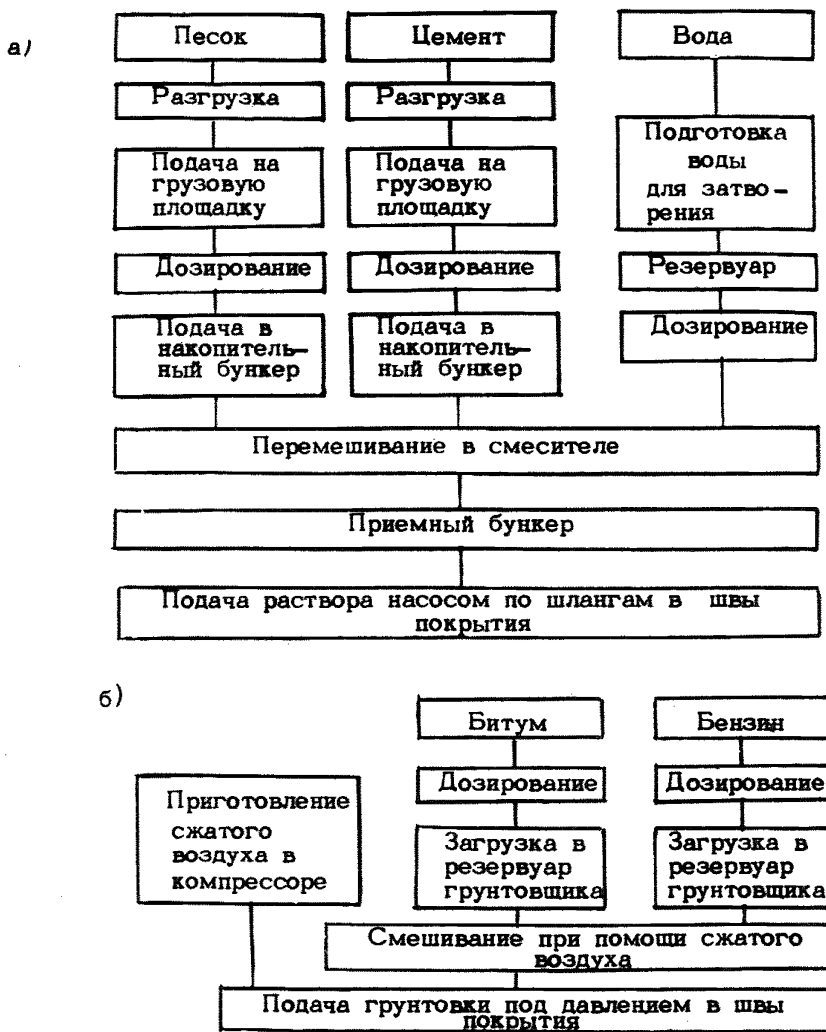 а)
Песок
Цемент
Вода
Разгрузка
Разгрузка
Подготовка
воды
для затво-
рения
Подача на
грузовую
площадку
Подача на
грузовую
площадку
Дозирование
Дозирование
Резервуар
Подача в
накопитель-
ный бункер
Подача в
накопитель-
ный бункер
Дозирование
Перемешивание в смесителе
Приемный бункер
Подача раствора насосом по шлангам в швы
покрытия
б)
Битум
Бензин
Приготовление
сжатого
воздуха в
компрессоре
Дозирование
Дозирование
Загрузка в
резервуар
грунтовщика
Загрузка в
резервуар
грунтовщика
Смешивание при помощи сжатого
воздуха
Подача грунтовки под давлением в швы
покрытия